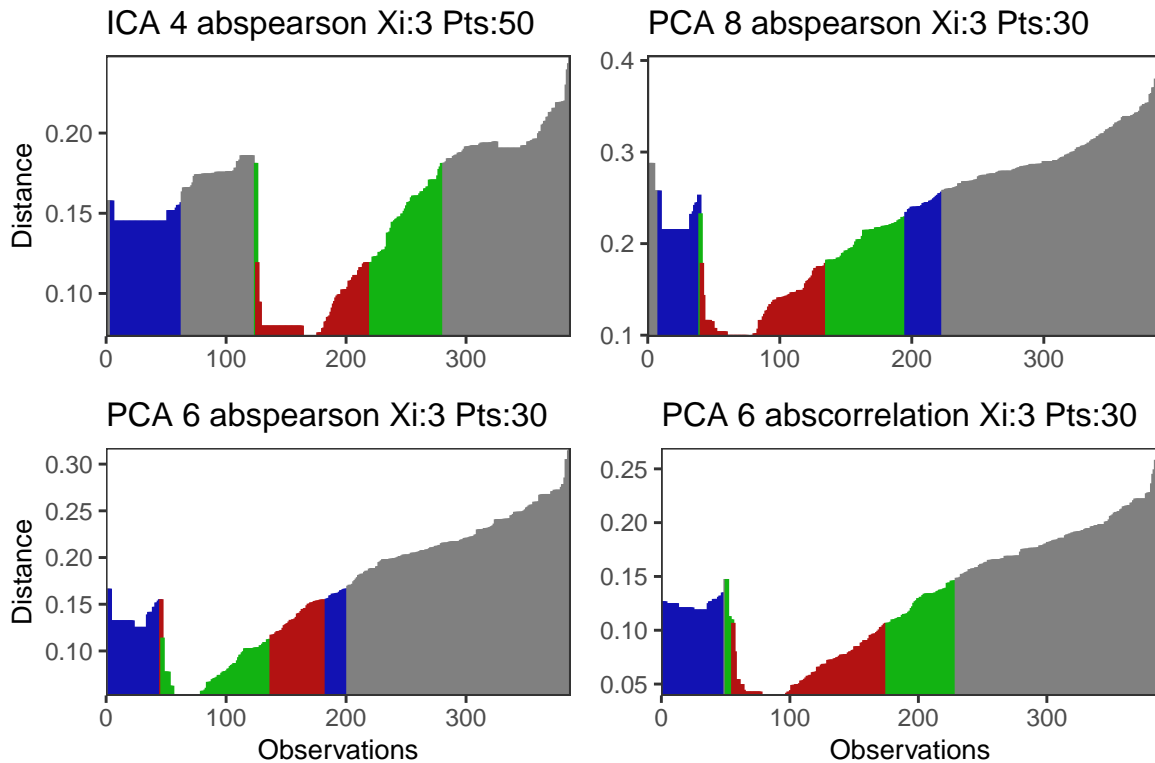 ICA 4 abspearson Xi:3 Pts:50
PCA 8 abspearson Xi:3 Pts:30
Distance
0.20
0.15
0.10
0 100 200 300
0.4
0.3
0.2
0.1
0 100 200 300
PCA 6 abspearson Xi:3 Pts:30
PCA 6 abscorrelation Xi:3 Pts:30
Distance
0.30
0.25
0.20
0.15
0.10
0 100 200 300
Observations
0.25
0.20
0.15
0.10
0.05
0 100 200 300
Observations